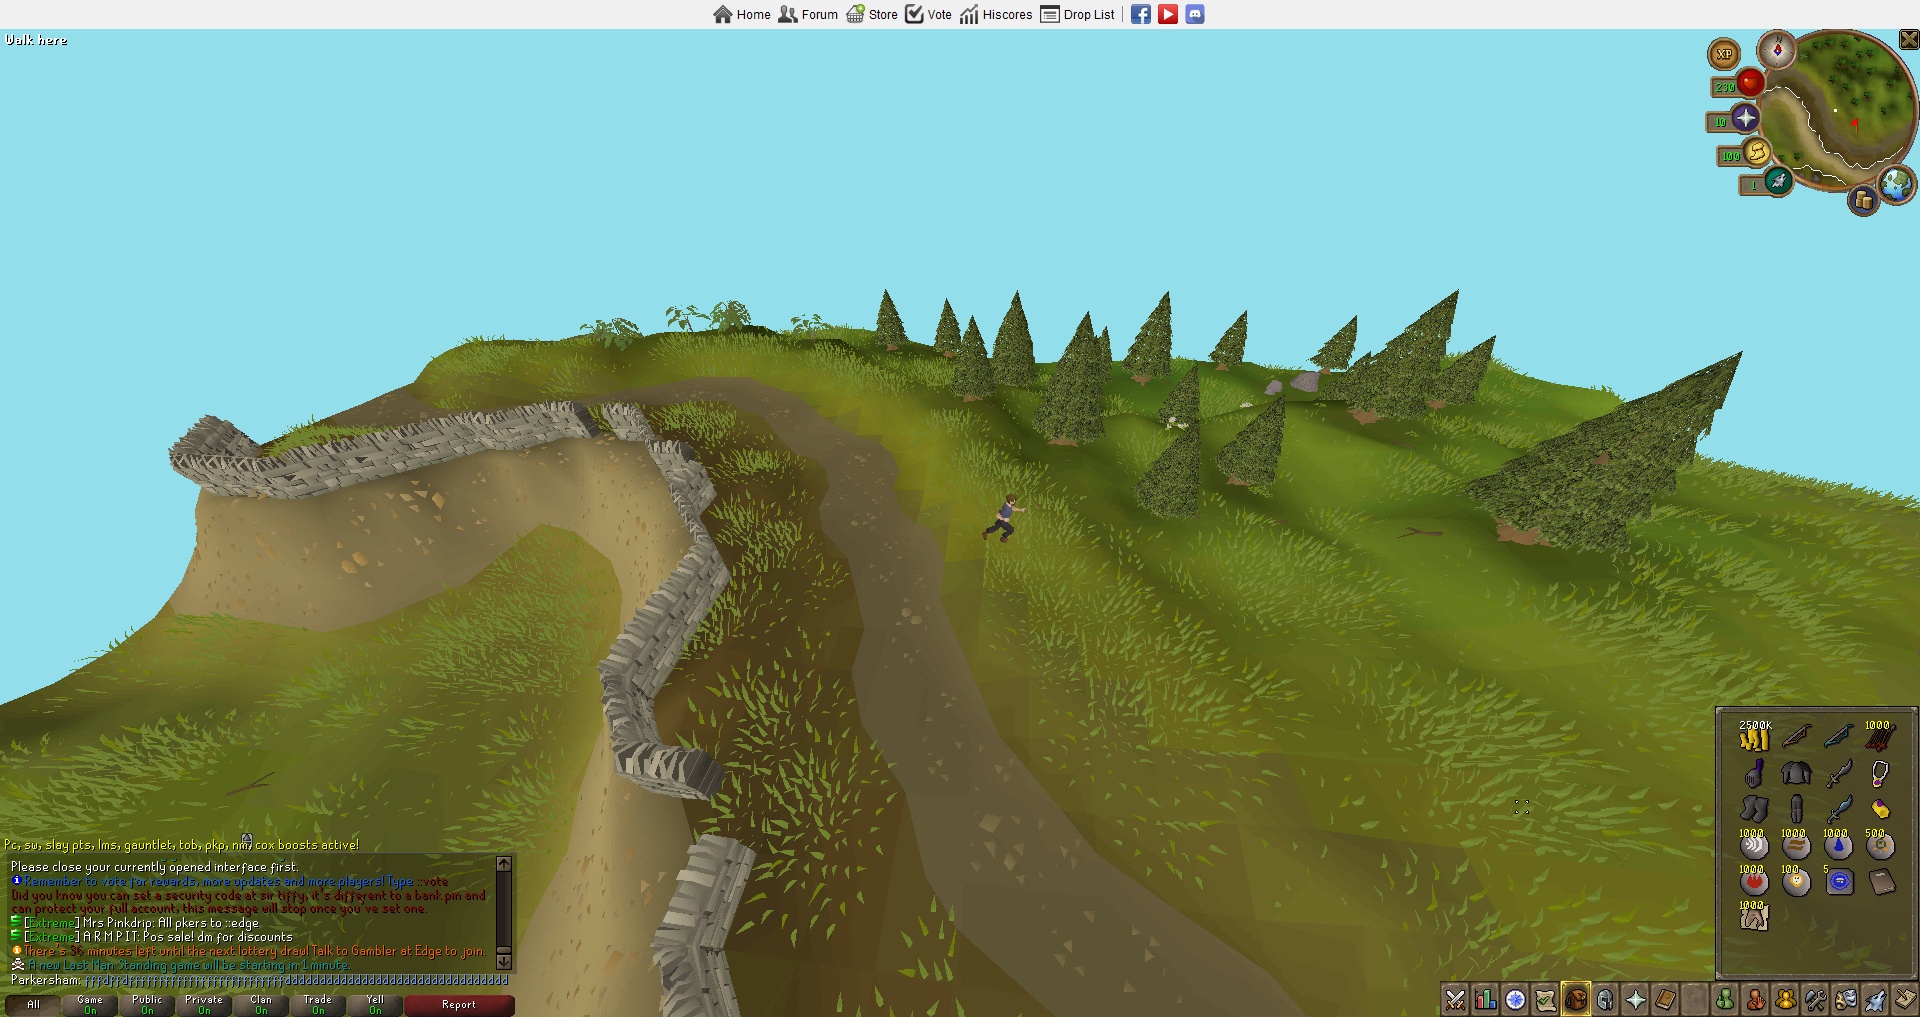 Home Forum Store Vote Hiscores Drop List
Walk here
XP
N
230
10
100
1
Pc, su, slay pts, lms, gauntlet, tob, pkp, nm, cox boosts active!
Please close your currently opened interface first.
Remember to vote for rewards, more updates and more players! Type ::vote
Did you know you can set a security code at sir tiffy, it's different to a bank pin and
can protect your full account, this message will stop once you've set one.
[Extreme] Mrs Pinkdrip: All pkers to ::edge
[Extreme] A R M P I T: Pos sale! dm for discounts
There's 36 minutes left until the next lottery draw! Talk to Gambler at Edge to join.
A new Last Man Standing game will be starting in 1 minute.
Parkersham:
All
Game On
Public On
Private On
Clan On
Trade On
Yell On
Report
2500K 1000
1000 1000 1000 500
1000 100 5
1000